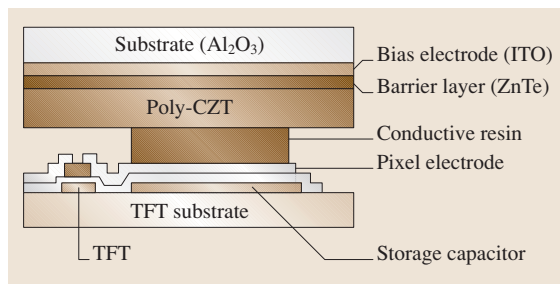 Substrate (Al₂O₃)
Bias electrode (ITO)
Barrier layer (ZnTe)
Poly-CZT
Conductive resin
Pixel electrode
TFT substrate
TFT
Storage capacitor